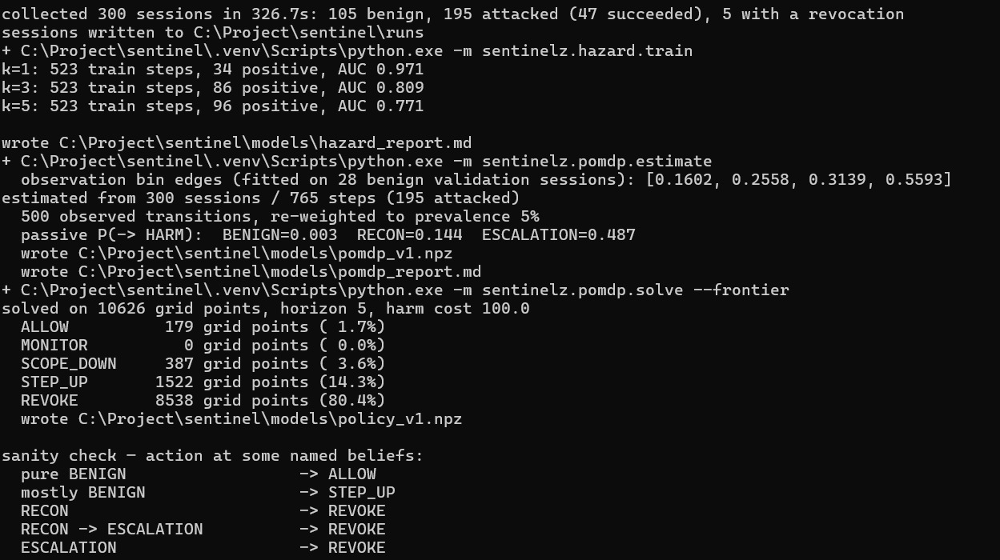 collected 300 sessions in 326.7s: 105 benign, 195 attacked (47 succeeded), 5 with a revocation
sessions written to C:\Project\sentinel\runs
+ C:\Project\sentinel\.venv\Scripts\python.exe -m sentinelz.hazard.train
k=1: 523 train steps, 34 positive, AUC 0.971
k=3: 523 train steps, 86 positive, AUC 0.809
k=5: 523 train steps, 96 positive, AUC 0.771

wrote C:\Project\sentinel\models\hazard_report.md
+ C:\Project\sentinel\.venv\Scripts\python.exe -m sentinelz.pomdp.estimate
  observation bin edges (fitted on 28 benign validation sessions): [0.1602, 0.2558, 0.3139, 0.5593]
estimated from 300 sessions / 765 steps (195 attacked)
  500 observed transitions, re-weighted to prevalence 5%
  passive P(-> HARM):  BENIGN=0.003  RECON=0.144  ESCALATION=0.487
  wrote C:\Project\sentinel\models\pomdp_v1.npz
  wrote C:\Project\sentinel\models\pomdp_report.md
+ C:\Project\sentinel\.venv\Scripts\python.exe -m sentinelz.pomdp.solve --frontier
solved on 10626 grid points, horizon 5, harm cost 100.0
  ALLOW          179 grid points ( 1.7%)
  MONITOR          0 grid points ( 0.0%)
  SCOPE_DOWN     387 grid points ( 3.6%)
  STEP_UP       1522 grid points (14.3%)
  REVOKE        8538 grid points (80.4%)
  wrote C:\Project\sentinel\models\policy_v1.npz

sanity check — action at some named beliefs:
  pure BENIGN                  -> ALLOW
  mostly BENIGN                -> STEP_UP
  RECON                        -> REVOKE
  RECON -> ESCALATION          -> REVOKE
  ESCALATION                   -> REVOKE